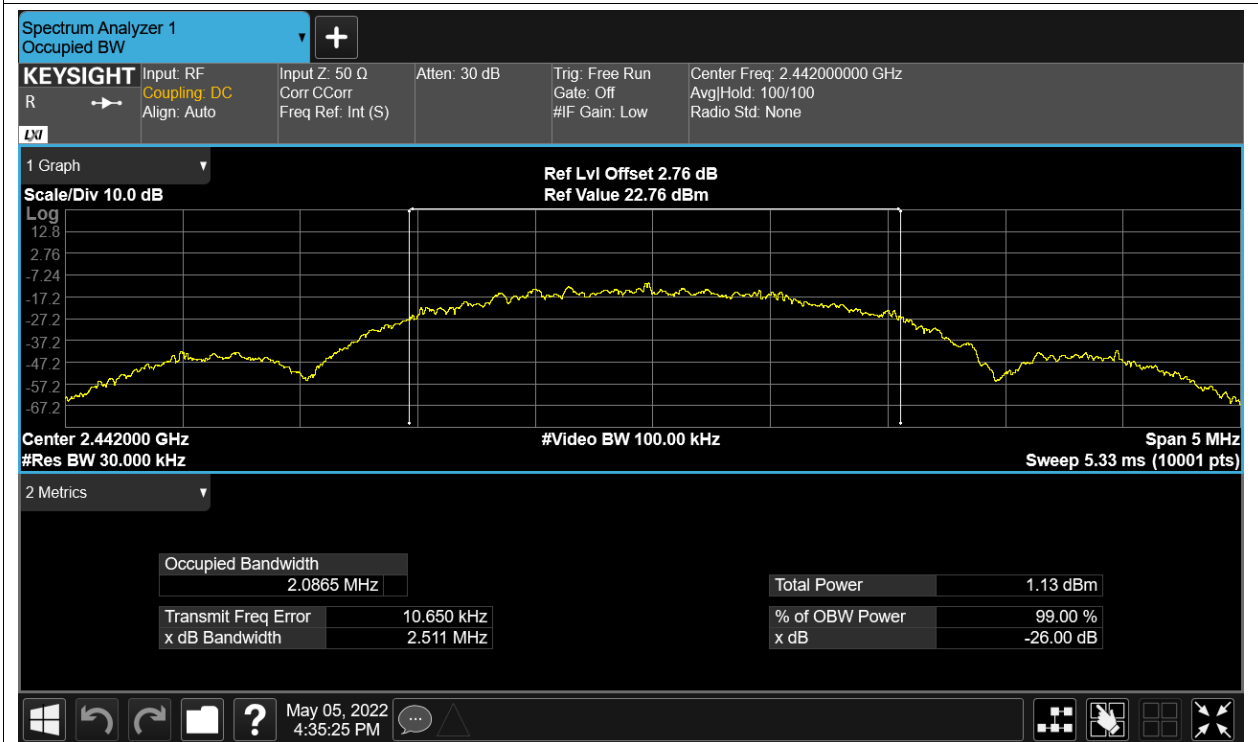 Spectrum Analyzer 1
Occupied BW
KEYSIGHT
R
LXI
Input: RF
Coupling: DC
Align: Auto
Input Z: 50 Ω
Corr CCorr
Freq Ref: Int (S)
Atten: 30 dB
Trig: Free Run
Gate: Off
#IF Gain: Low
Center Freq: 2.442000000 GHz
Avg|Hold: 100/100
Radio Std: None
1 Graph
Scale/Div 10.0 dB
Ref Lvl Offset 2.76 dB
Ref Value 22.76 dBm
Log
12.8
2.76
-7.24
-17.2
-27.2
-37.2
-47.2
-57.2
-67.2
Center 2.442000 GHz
#Video BW 100.00 kHz
Span 5 MHz
#Res BW 30.000 kHz
Sweep 5.33 ms (10001 pts)
2 Metrics
Occupied Bandwidth
2.0865 MHz
Total Power 1.13 dBm
Transmit Freq Error 10.650 kHz
% of OBW Power 99.00 %
x dB Bandwidth 2.511 MHz
x dB -26.00 dB
?
May 05, 2022
4:35:25 PM